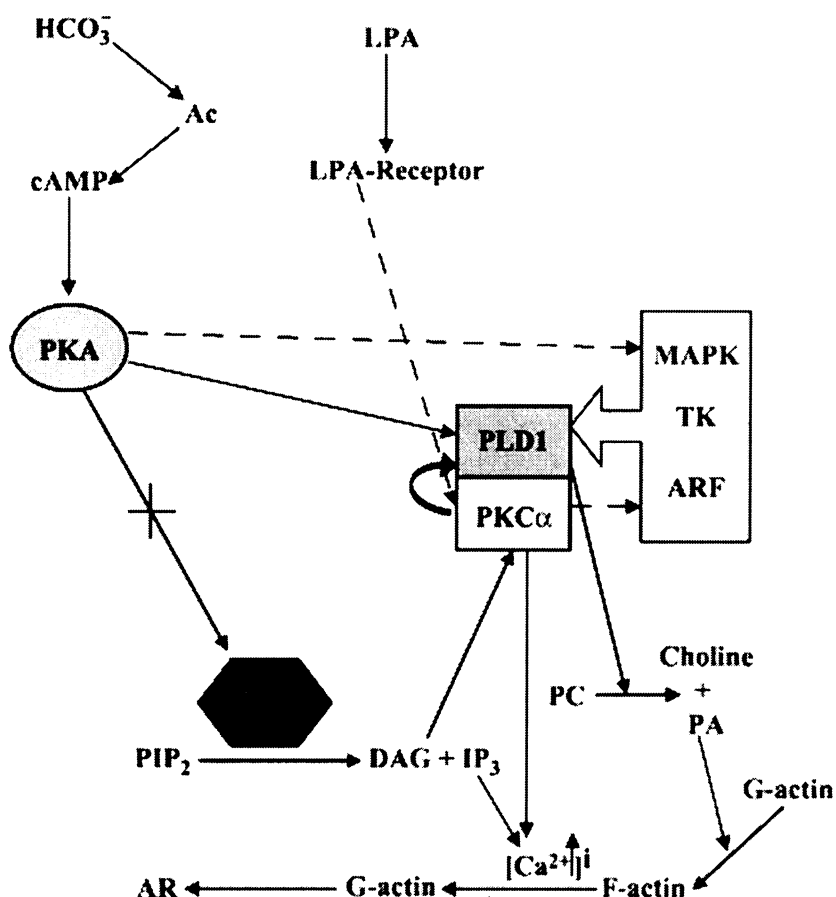 HCO₃⁻
LPA
Ac
cAMP
LPA-Receptor
PKA
MAPK
TK
ARF
PLD1
PKCα
Choline
+
PA
PC
PIP₂
DAG + IP₃
G-actin
[Ca²⁺]i
AR
G-actin
F-actin